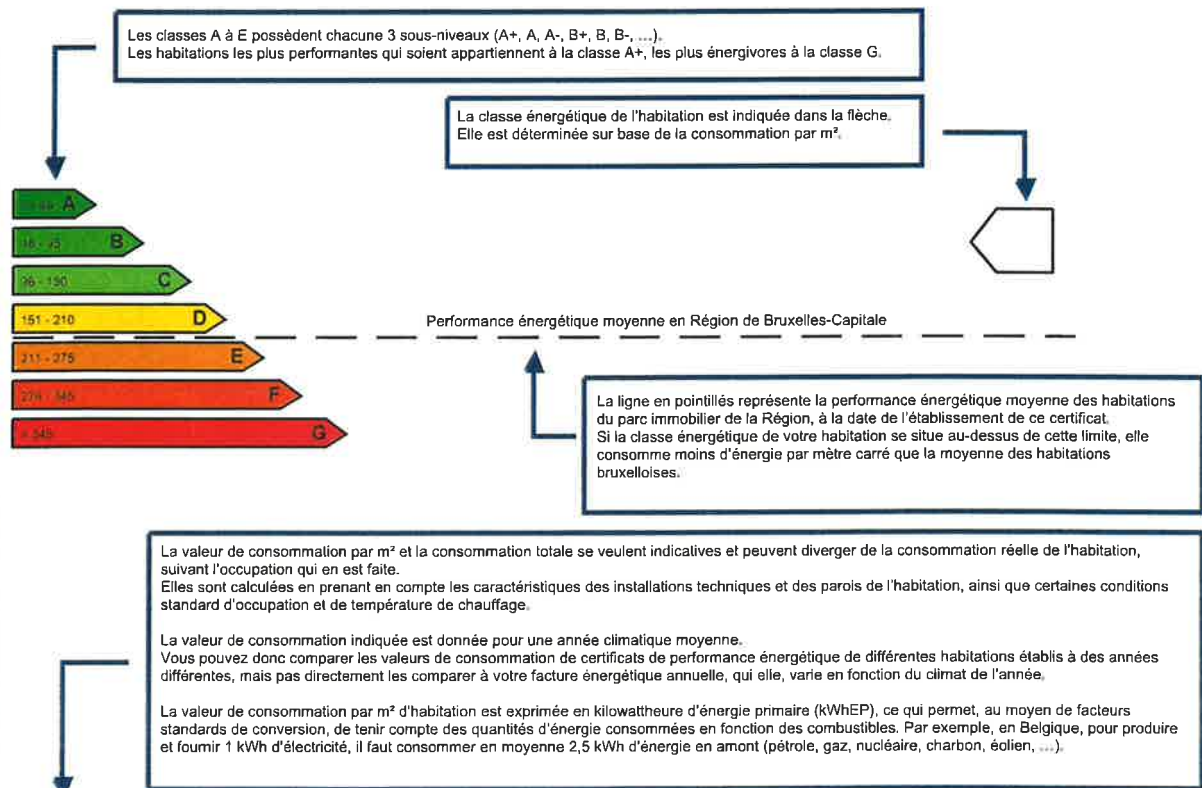 Les classes A à E possèdent chacune 3 sous-niveaux (A+, A, A-, B+, B, B-, ...).
Les habitations les plus performantes qui soient appartiennent à la classe A+, les plus énergivores à la classe G.
La classe énergétique de l'habitation est indiquée dans la flèche.
Elle est déterminée sur base de la consommation par m².
A
B
96 - 150 C
151 - 210 D
Performance énergétique moyenne en Région de Bruxelles-Capitale
211 - 275 E
276 - 345 F
> 345 G
La ligne en pointillés représente la performance énergétique moyenne des habitations
du parc immobilier de la Région, à la date de l'établissement de ce certificat.
Si la classe énergétique de votre habitation se situe au-dessus de cette limite, elle
consomme moins d'énergie par mètre carré que la moyenne des habitations
bruxelloises.
La valeur de consommation par m² et la consommation totale se veulent indicatives et peuvent diverger de la consommation réelle de l'habitation,
suivant l'occupation qui en est faite.
Elles sont calculées en prenant en compte les caractéristiques des installations techniques et des parois de l'habitation, ainsi que certaines conditions
standard d'occupation et de température de chauffage.
La valeur de consommation indiquée est donnée pour une année climatique moyenne.
Vous pouvez donc comparer les valeurs de consommation de certificats de performance énergétique de différentes habitations établis à des années
différentes, mais pas directement les comparer à votre facture énergétique annuelle, qui elle, varie en fonction du climat de l'année.
La valeur de consommation par m² d'habitation est exprimée en kilowattheure d'énergie primaire (kWhEP), ce qui permet, au moyen de facteurs
standards de conversion, de tenir compte des quantités d'énergie consommées en fonction des combustibles. Par exemple, en Belgique, pour produire
et fournir 1 kWh d'électricité, il faut consommer en moyenne 2,5 kWh d'énergie en amont (pétrole, gaz, nucléaire, charbon, éolien, ...).